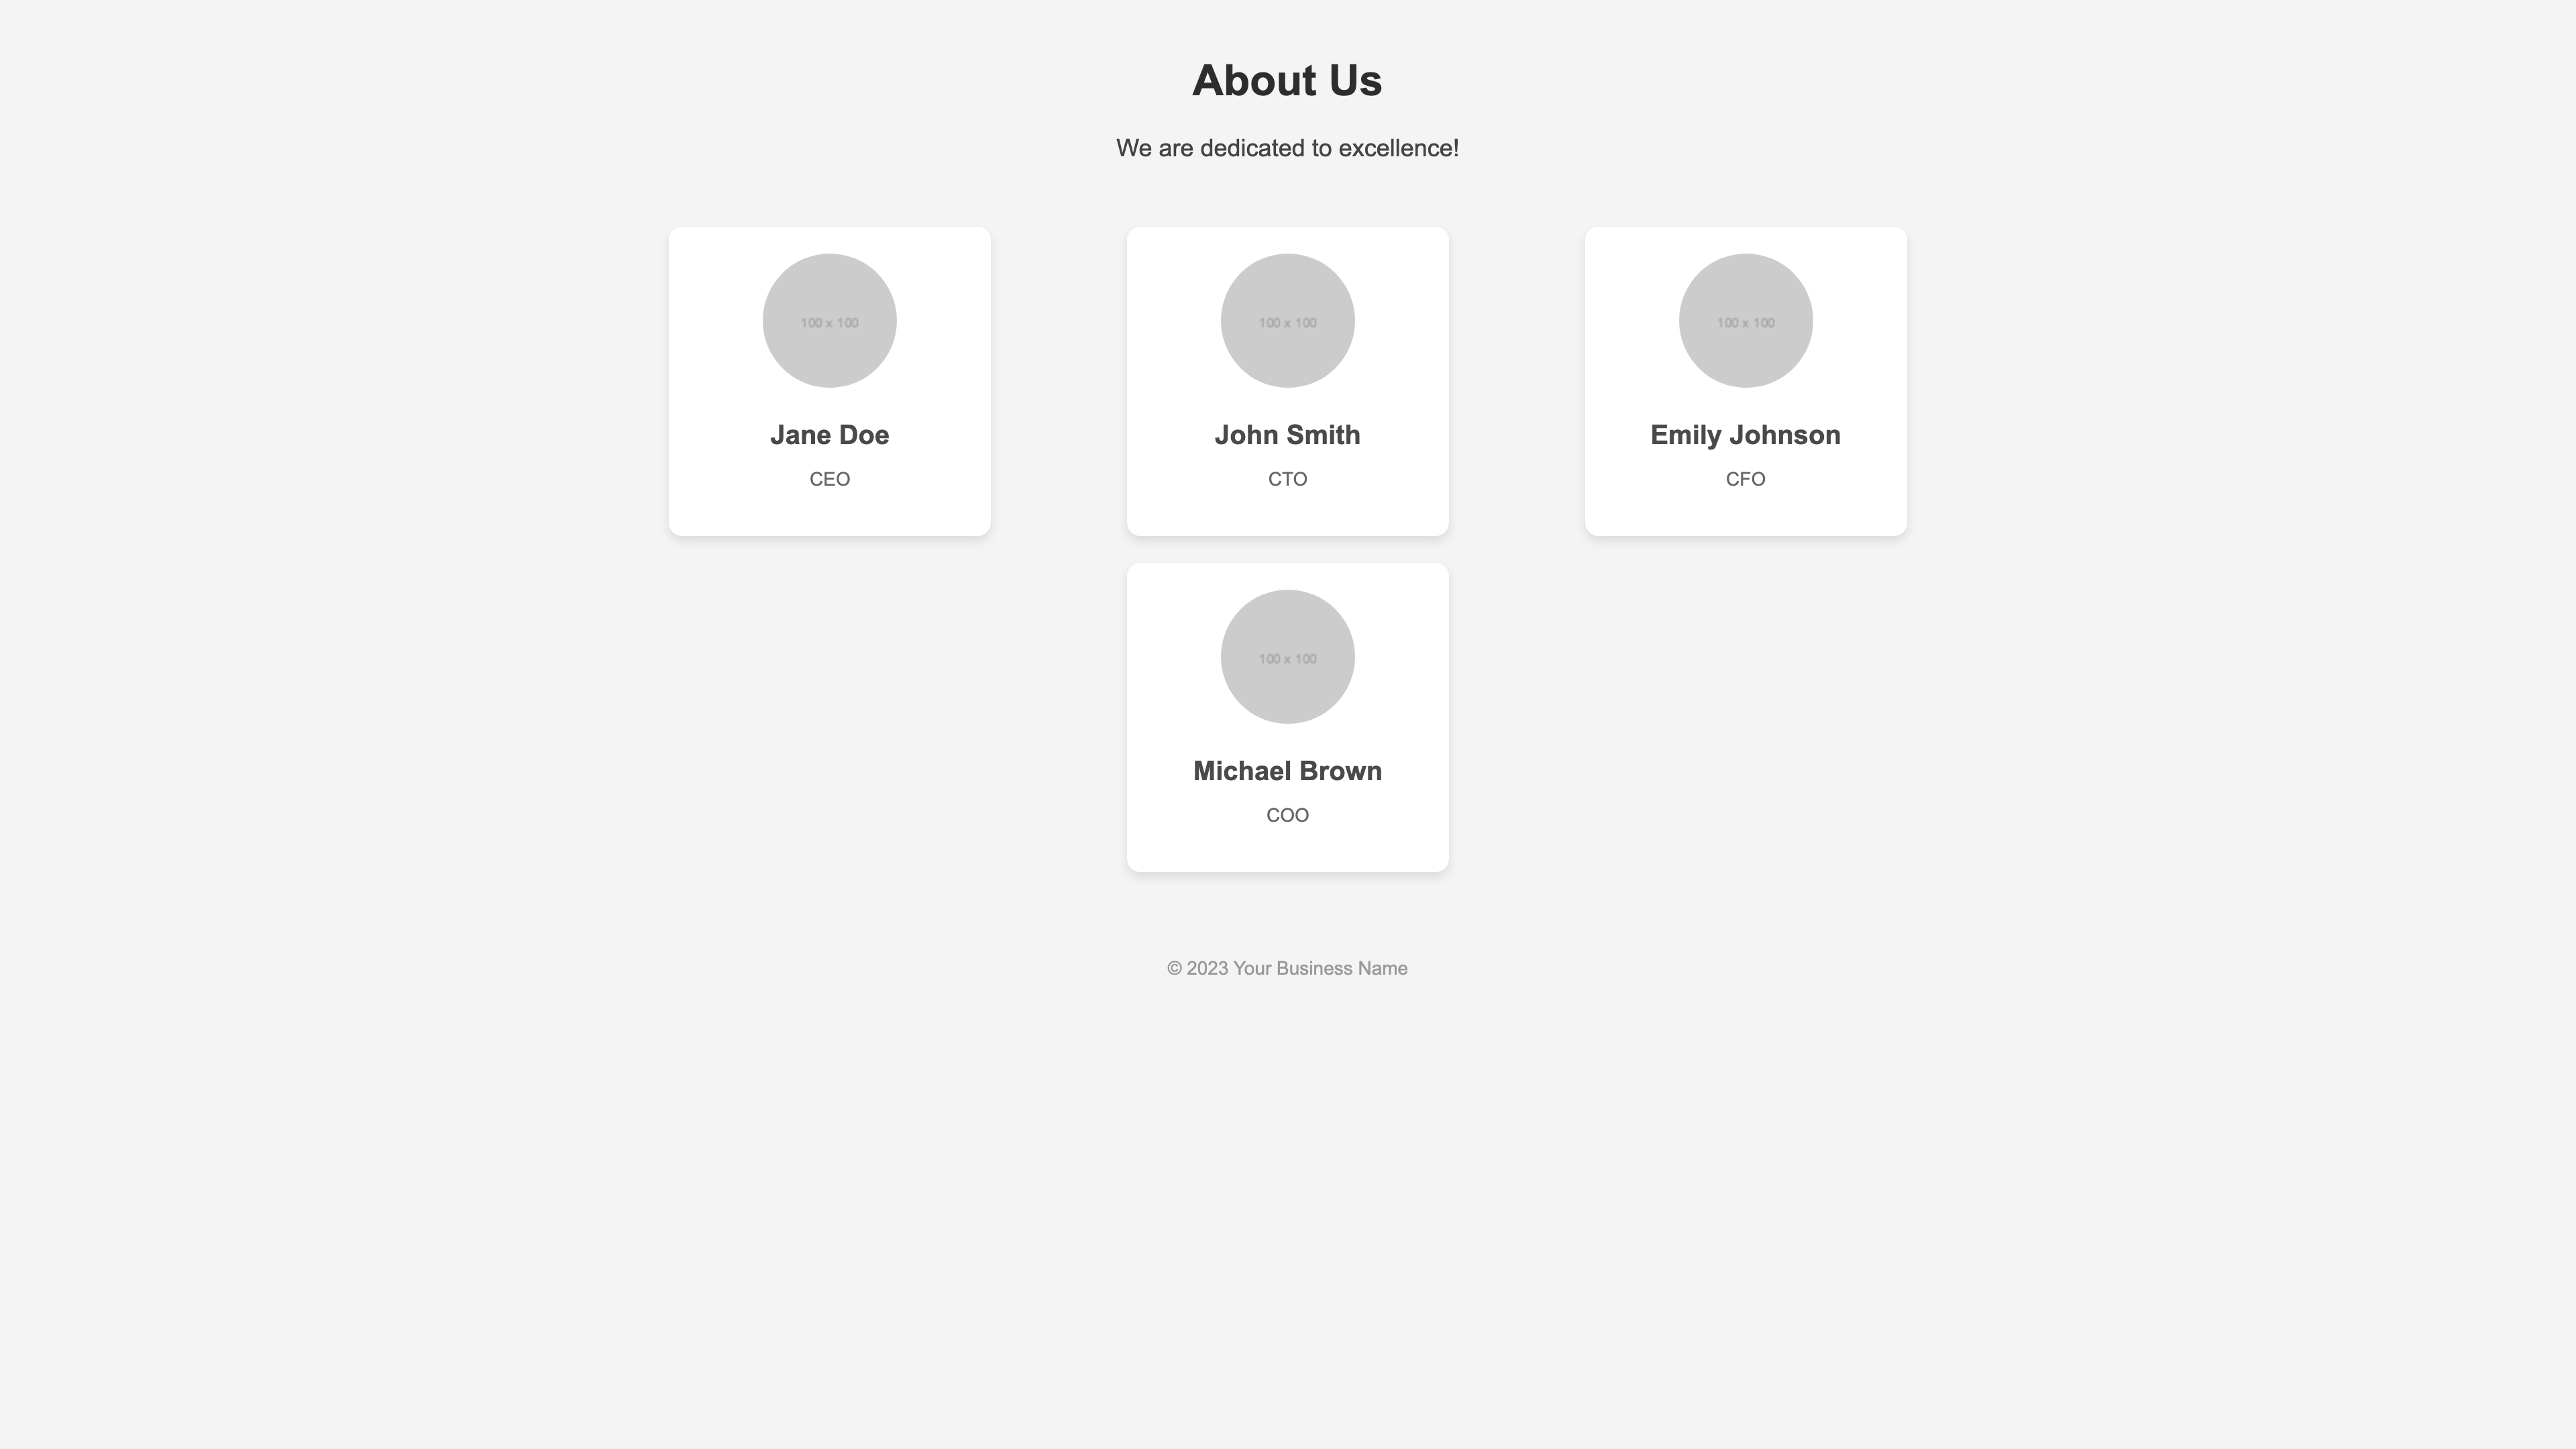 About Us
We are dedicated to excellence!
100 x 100
Jane Doe
CEO
100 x 100
John Smith
CTO
100 x 100
Emily Johnson
CFO
100 x 100
Michael Brown
COO
© 2023 Your Business Name